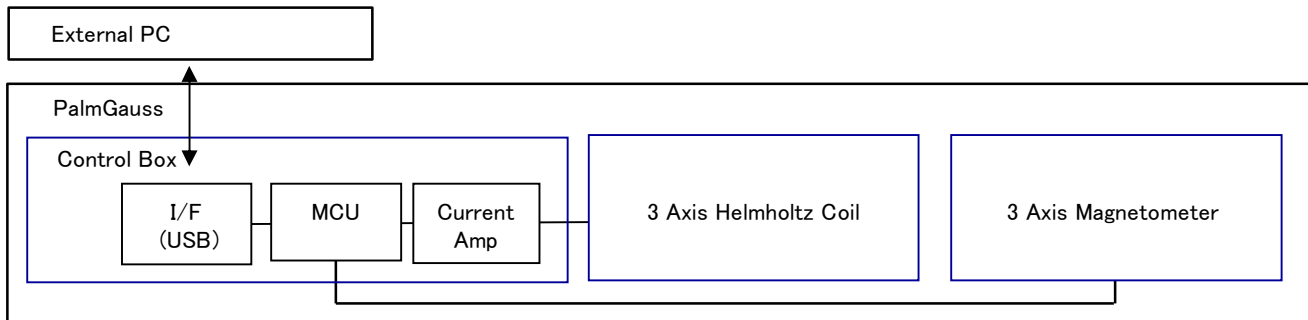 External PC
PalmGauss
Control Box
I/F
(USB)
MCU
Current
Amp
3 Axis Helmholtz Coil
3 Axis Magnetometer